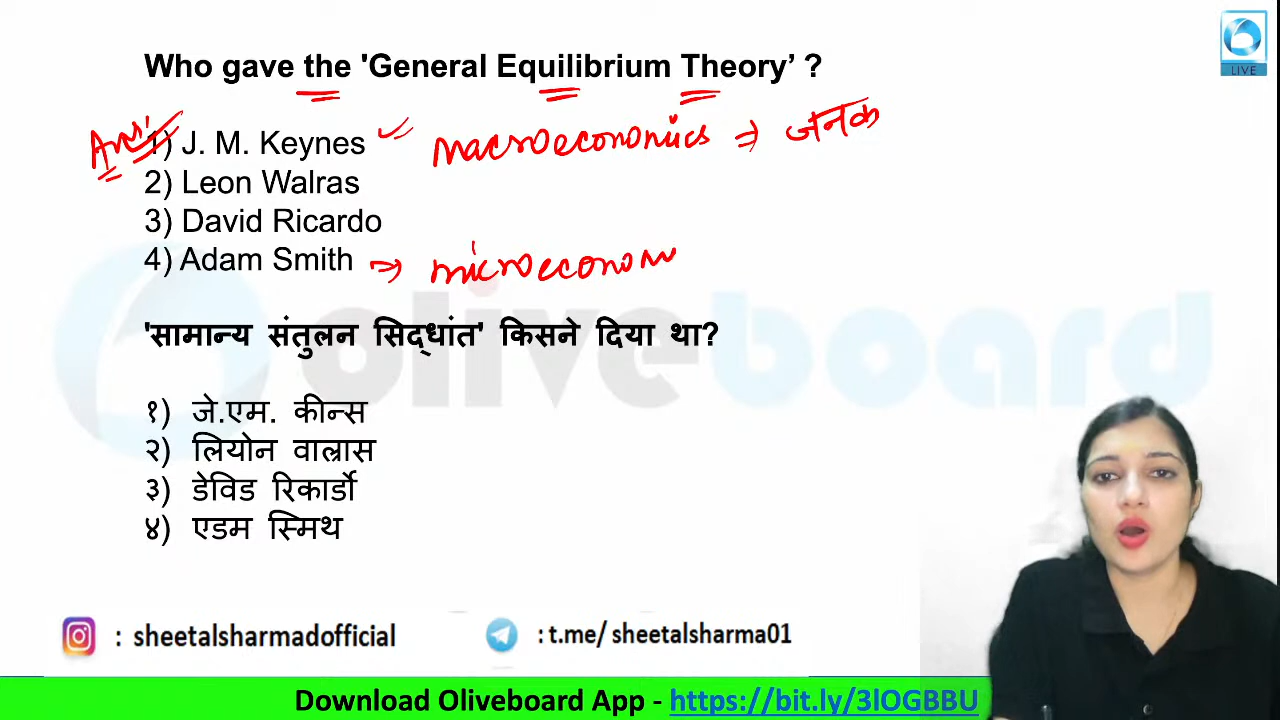 LIVE
Who gave the 'General Equilibrium Theory’ ?
Ans:
1) J. M. Keynes macroeconomics ⇒ जनक
2) Leon Walras
3) David Ricardo
4) Adam Smith ⇒ microeconom
oliveboard
'सामान्य संतुलन सिद्धांत' किसने दिया था?
१) जे.एम. कीन्स
२) लियोन वाल्रास
३) डेविड रिकार्डो
४) एडम स्मिथ
: sheetalsharmadofficial : t.me/ sheetalsharma01
Download Oliveboard App - https://bit.ly/3lOGBBU